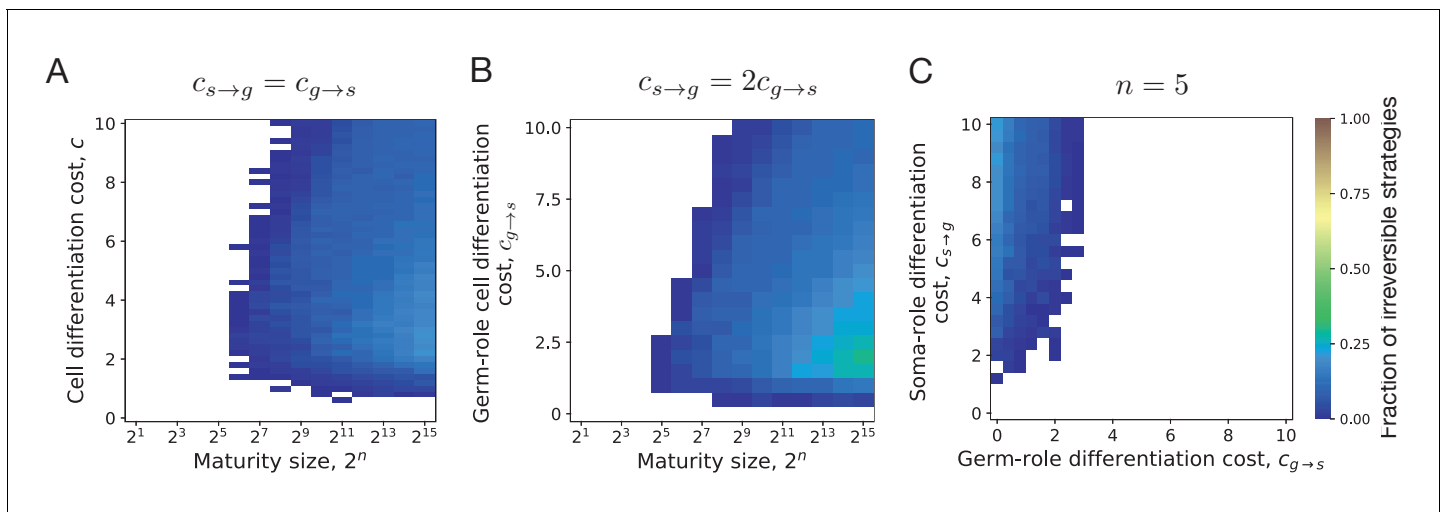 A
c_{s→g} = c_{g→s}
Cell differentiation cost, c
10
8
6
4
2
0
2^1 2^3 2^5 2^7 2^9 2^11 2^13 2^15
Maturity size, 2^n
B
c_{s→g} = 2c_{g→s}
Germ-role cell differentiation
cost, c_{g→s}
10.0
7.5
5.0
2.5
0
2^1 2^3 2^5 2^7 2^9 2^11 2^13 2^15
Maturity size, 2^n
C
n = 5
Soma-role differentiation
cost, c_{s→g}
10
8
6
4
2
0
0 2 4 6 8 10
Germ-role differentiation cost, c_{g→s}
1.00
0.75
0.50
0.25
0.00
Fraction of irreversible strategies